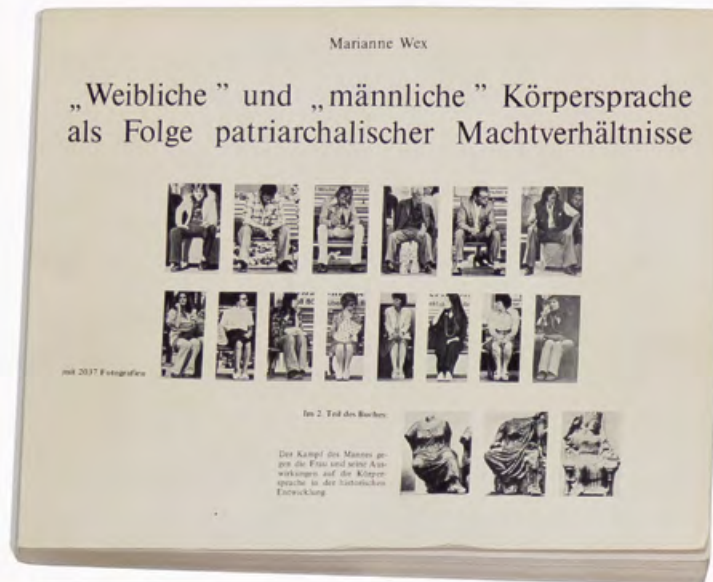 Marianne Wex
„Weibliche” und „männliche” Körpersprache
als Folge patriarchalischer Machtverhältnisse
mit 2037 Fotografien
Im 2. Teil des Buches:
Der Kampf des Mannes ge-
gen die Frau und seine Aus-
wirkungen auf die Körper-
sprache in der historischen
Entwicklung